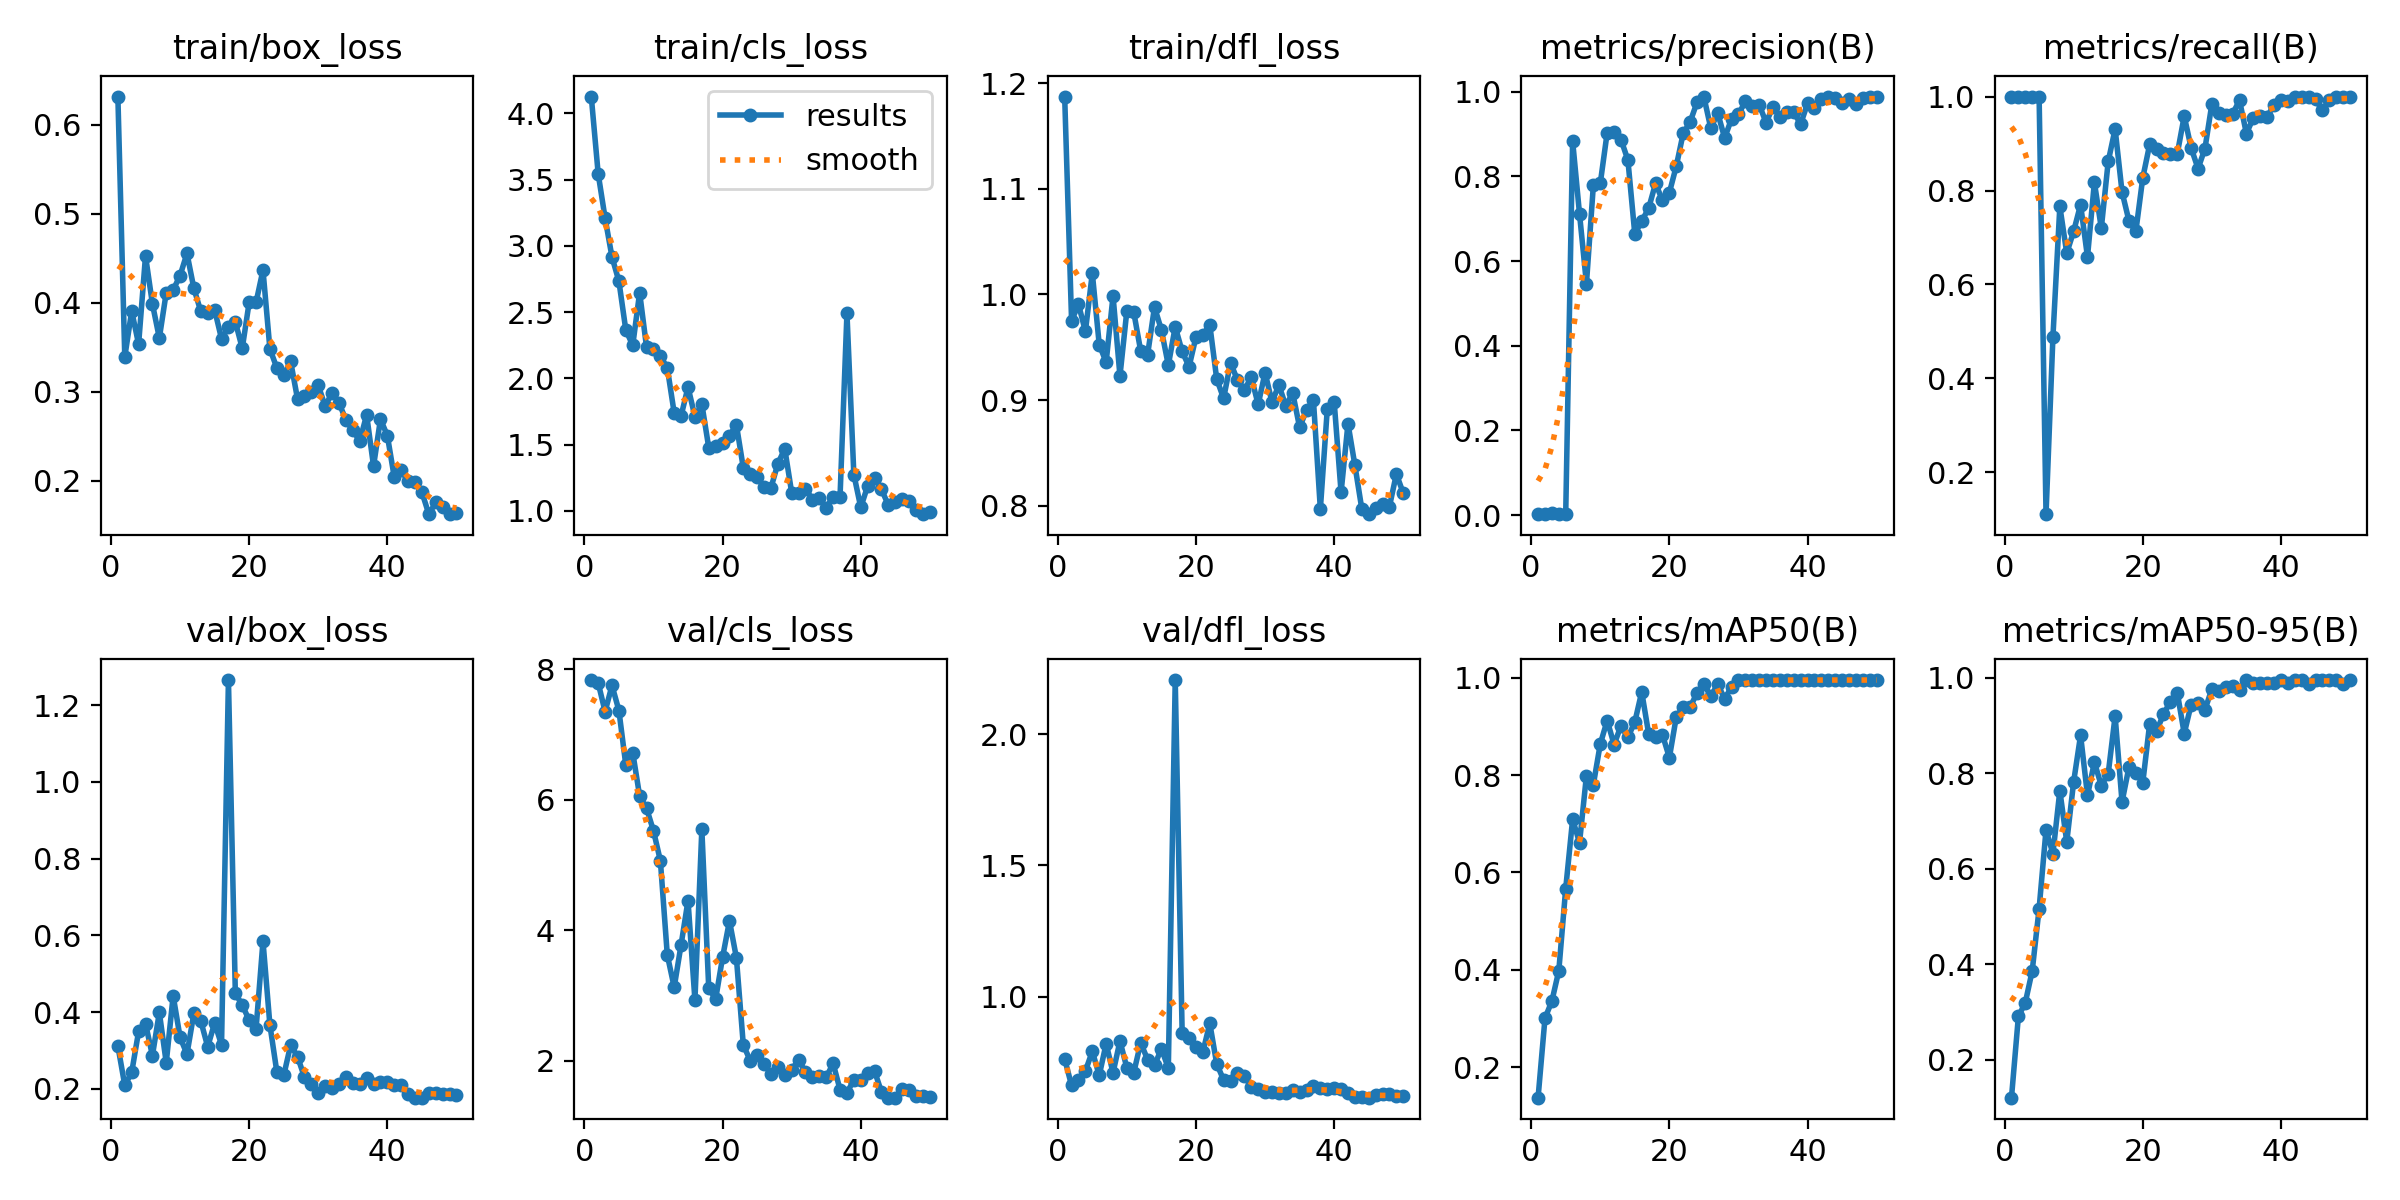 train/box_loss
train/cls_loss
train/dfl_loss
metrics/precision(B)
metrics/recall(B)
0.6
0.5
0.4
0.3
0.2
0 20 40
4.0
3.5
3.0
2.5
2.0
1.5
1.0
results
smooth
0 20 40
1.2
1.1
1.0
0.9
0.8
0 20 40
1.0
0.8
0.6
0.4
0.2
0.0
0 20 40
1.0
0.8
0.6
0.4
0.2
0 20 40
val/box_loss
val/cls_loss
val/dfl_loss
metrics/mAP50(B)
metrics/mAP50-95(B)
1.2
1.0
0.8
0.6
0.4
0.2
0 20 40
8
6
4
2
0 20 40
2.0
1.5
1.0
0 20 40
1.0
0.8
0.6
0.4
0.2
0 20 40
1.0
0.8
0.6
0.4
0.2
0 20 40